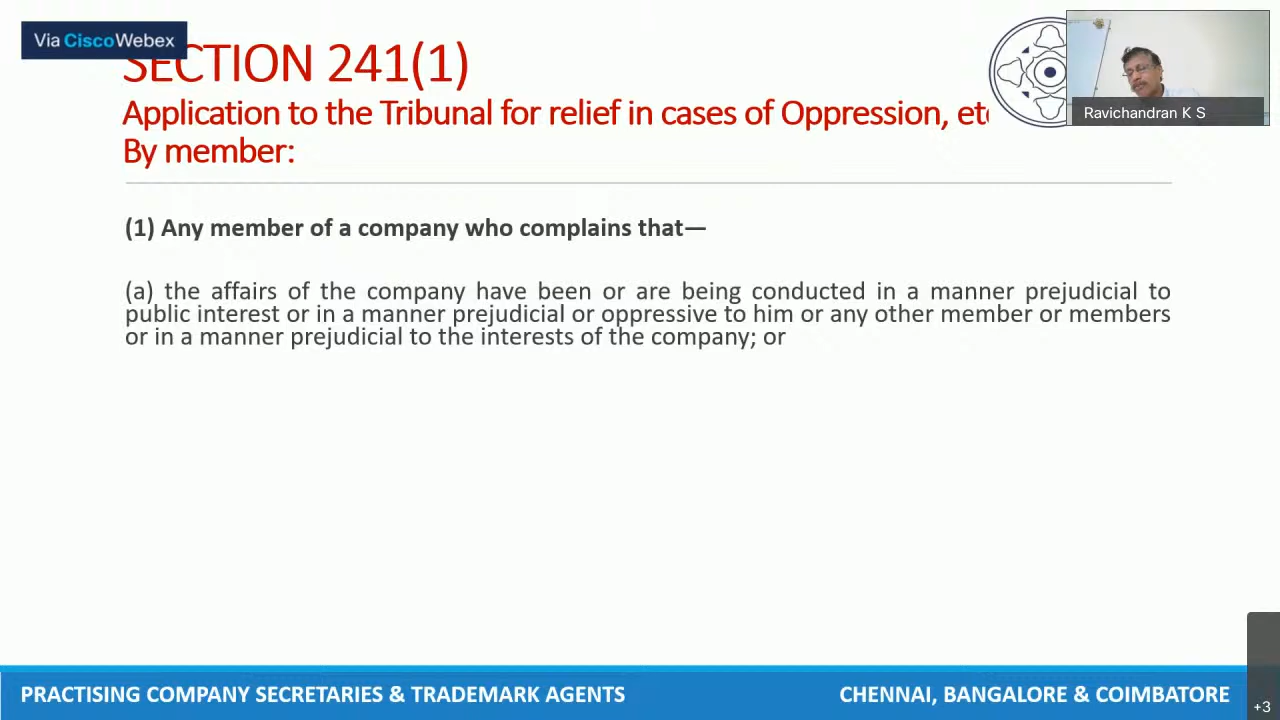 Via Cisco Webex
SECTION 241(1)
Application to the Tribunal for relief in cases of Oppression, etc
By member:
Ravichandran K S
(1) Any member of a company who complains that—
(a) the affairs of the company have been or are being conducted in a manner prejudicial to
public interest or in a manner prejudicial or oppressive to him or any other member or members
or in a manner prejudicial to the interests of the company; or
PRACTISING COMPANY SECRETARIES & TRADEMARK AGENTS
CHENNAI, BANGALORE & COIMBATORE
+3